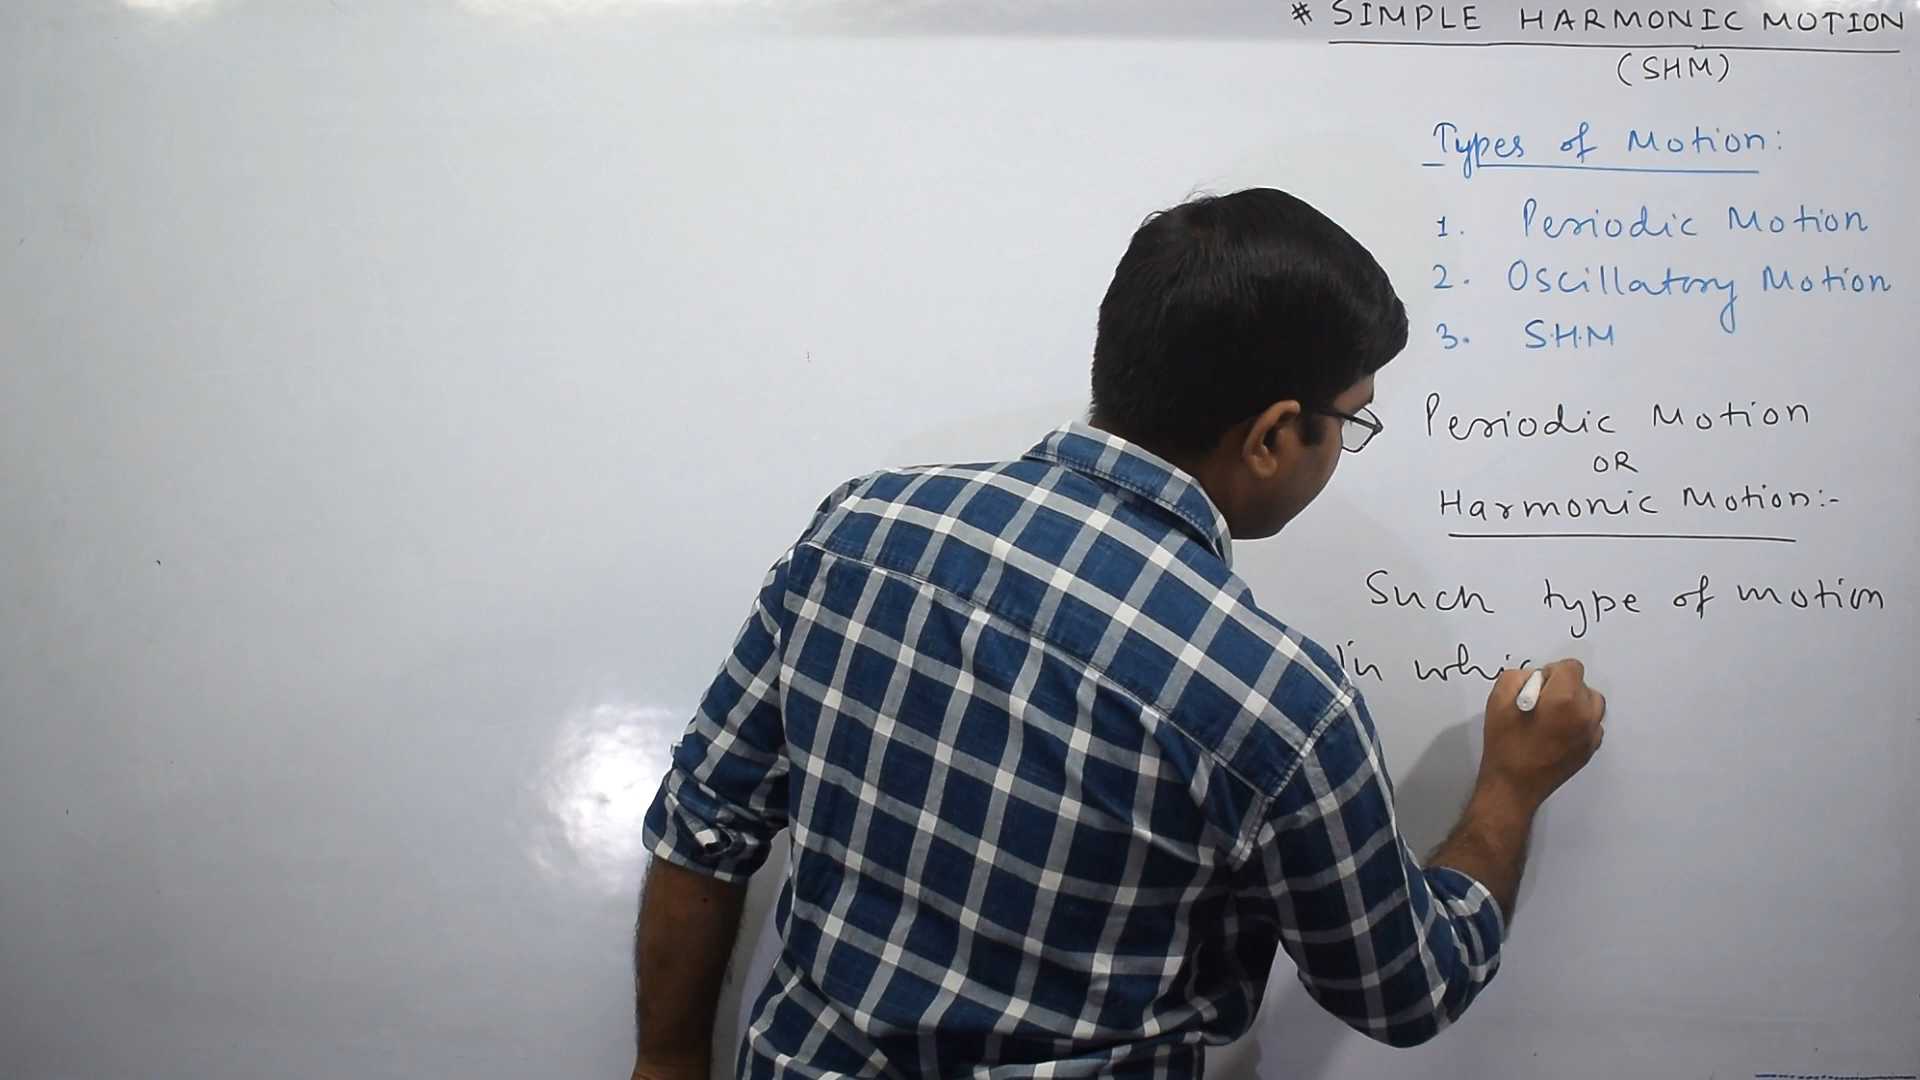 # SIMPLE HARMONIC MOTION
(SHM)
Types of Motion:
1. Periodic Motion
2. Oscillatory Motion
3. S.H.M
Periodic Motion
OR
Harmonic Motion:-
Such type of motion
in whic